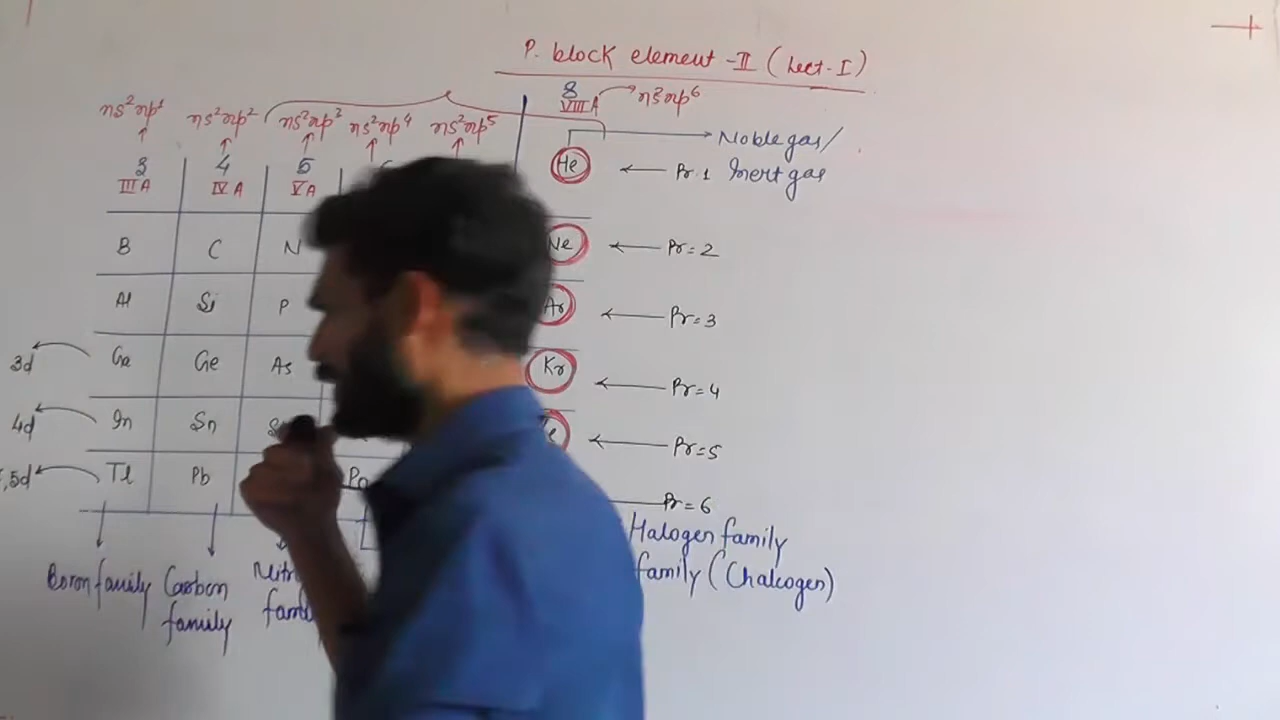 P. block element -II (Lect-I)
8
VIII A
ns²np⁶
ns²np¹ ns²np² ns²np³ ns²np⁴ ns²np⁵
Noble gas/
Inert gas
3 4 5
III A IV A V A
He Pr.1
B C N Ne Pr=2
Al Si P Ar Pr=3
3d Ga Ge As Kr Pr=4
4d In Sn Pr=5
,5d Tl Pb Po Pr=6
Halogen family
family (Chalcogen)
Boron family Carbon
family